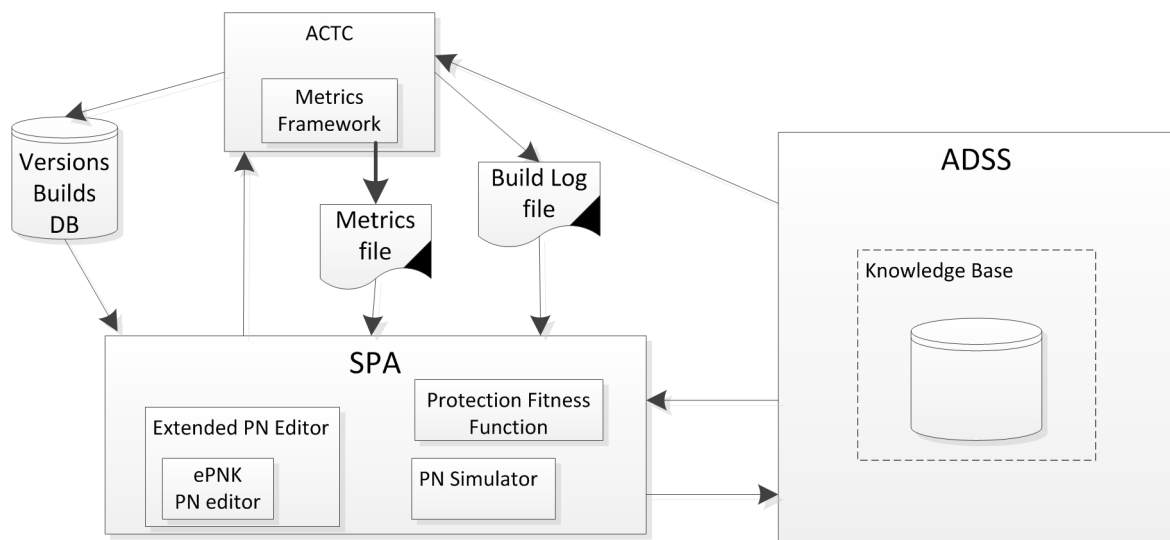 ACTC
Metrics
Framework
Versions
Builds
DB
Metrics
file
Build Log
file
ADSS
Knowledge Base
SPA
Extended PN Editor
ePNK
PN editor
Protection Fitness
Function
PN Simulator